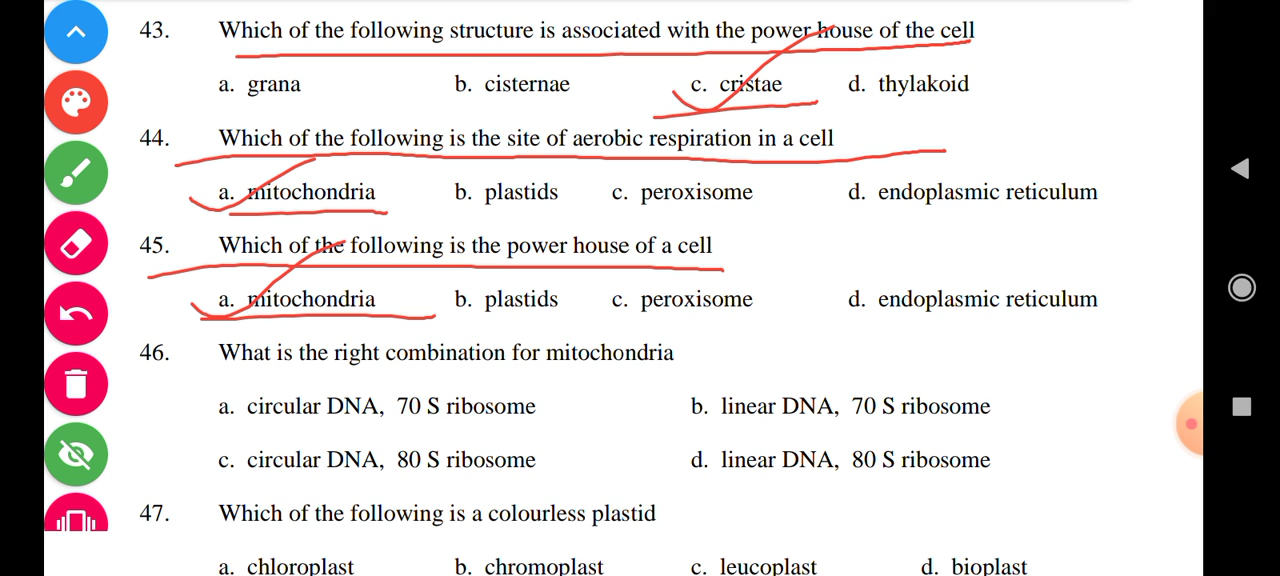 43. Which of the following structure is associated with the power house of the cell
a. grana b. cisternae c. cristae d. thylakoid
44. Which of the following is the site of aerobic respiration in a cell
a. mitochondria b. plastids c. peroxisome d. endoplasmic reticulum
45. Which of the following is the power house of a cell
a. mitochondria b. plastids c. peroxisome d. endoplasmic reticulum
46. What is the right combination for mitochondria
a. circular DNA, 70 S ribosome b. linear DNA, 70 S ribosome
c. circular DNA, 80 S ribosome d. linear DNA, 80 S ribosome
47. Which of the following is a colourless plastid
a. chloroplast b. chromoplast c. leucoplast d. bioplast